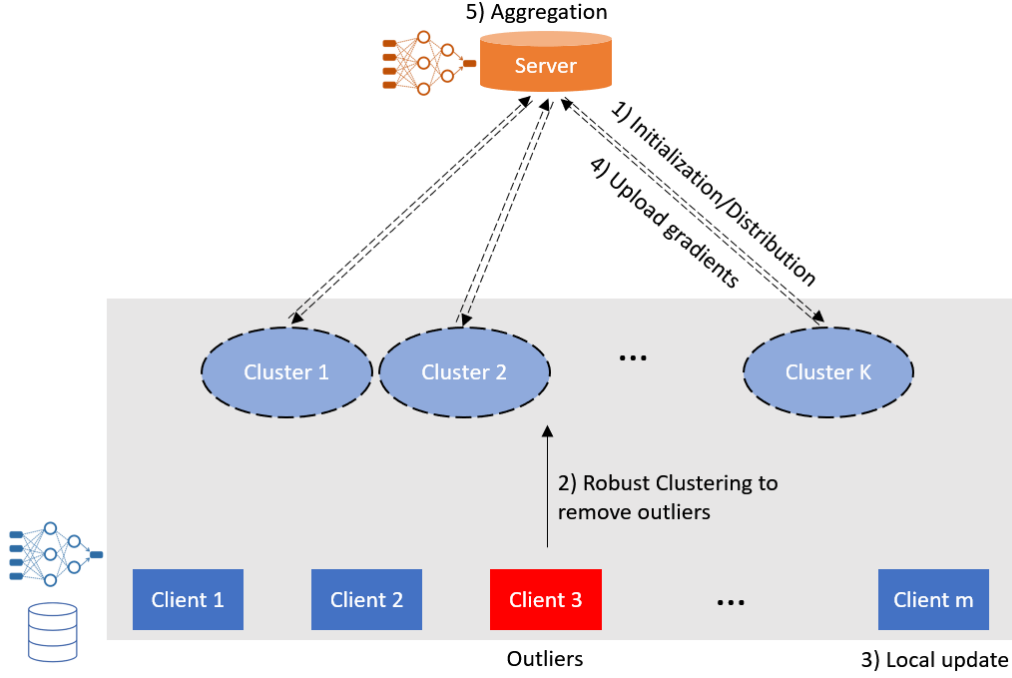 5) Aggregation
Server
1) Initialization/Distribution
4) Upload gradients
Cluster 1
Cluster 2
...
Cluster K
2) Robust Clustering to
remove outliers
Client 1
Client 2
Client 3
...
Client m
Outliers
3) Local update